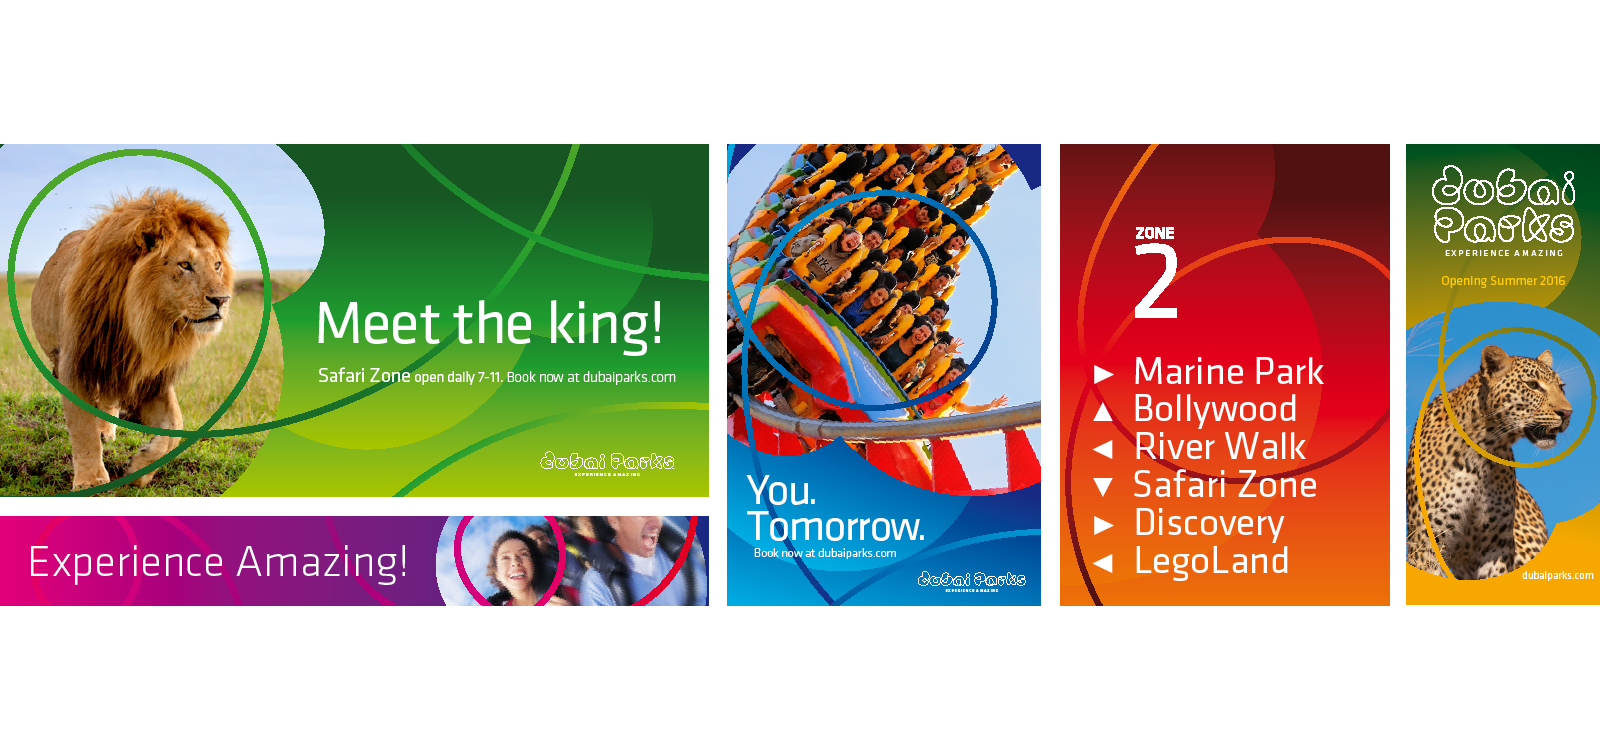 Meet the king!
Safari Zone open daily 7-11. Book now at dubaiparks.com
dubai Parks
EXPERIENCE AMAZING
Experience Amazing!
You.
Tomorrow.
Book now at dubaiparks.com
dubai Parks
EXPERIENCE AMAZING
ZONE
2
► Marine Park
▲ Bollywood
◄ River Walk
▼ Safari Zone
► Discovery
◄ LegoLand
dubai
Parks
EXPERIENCE AMAZING
Opening Summer 2016
dubaiparks.com